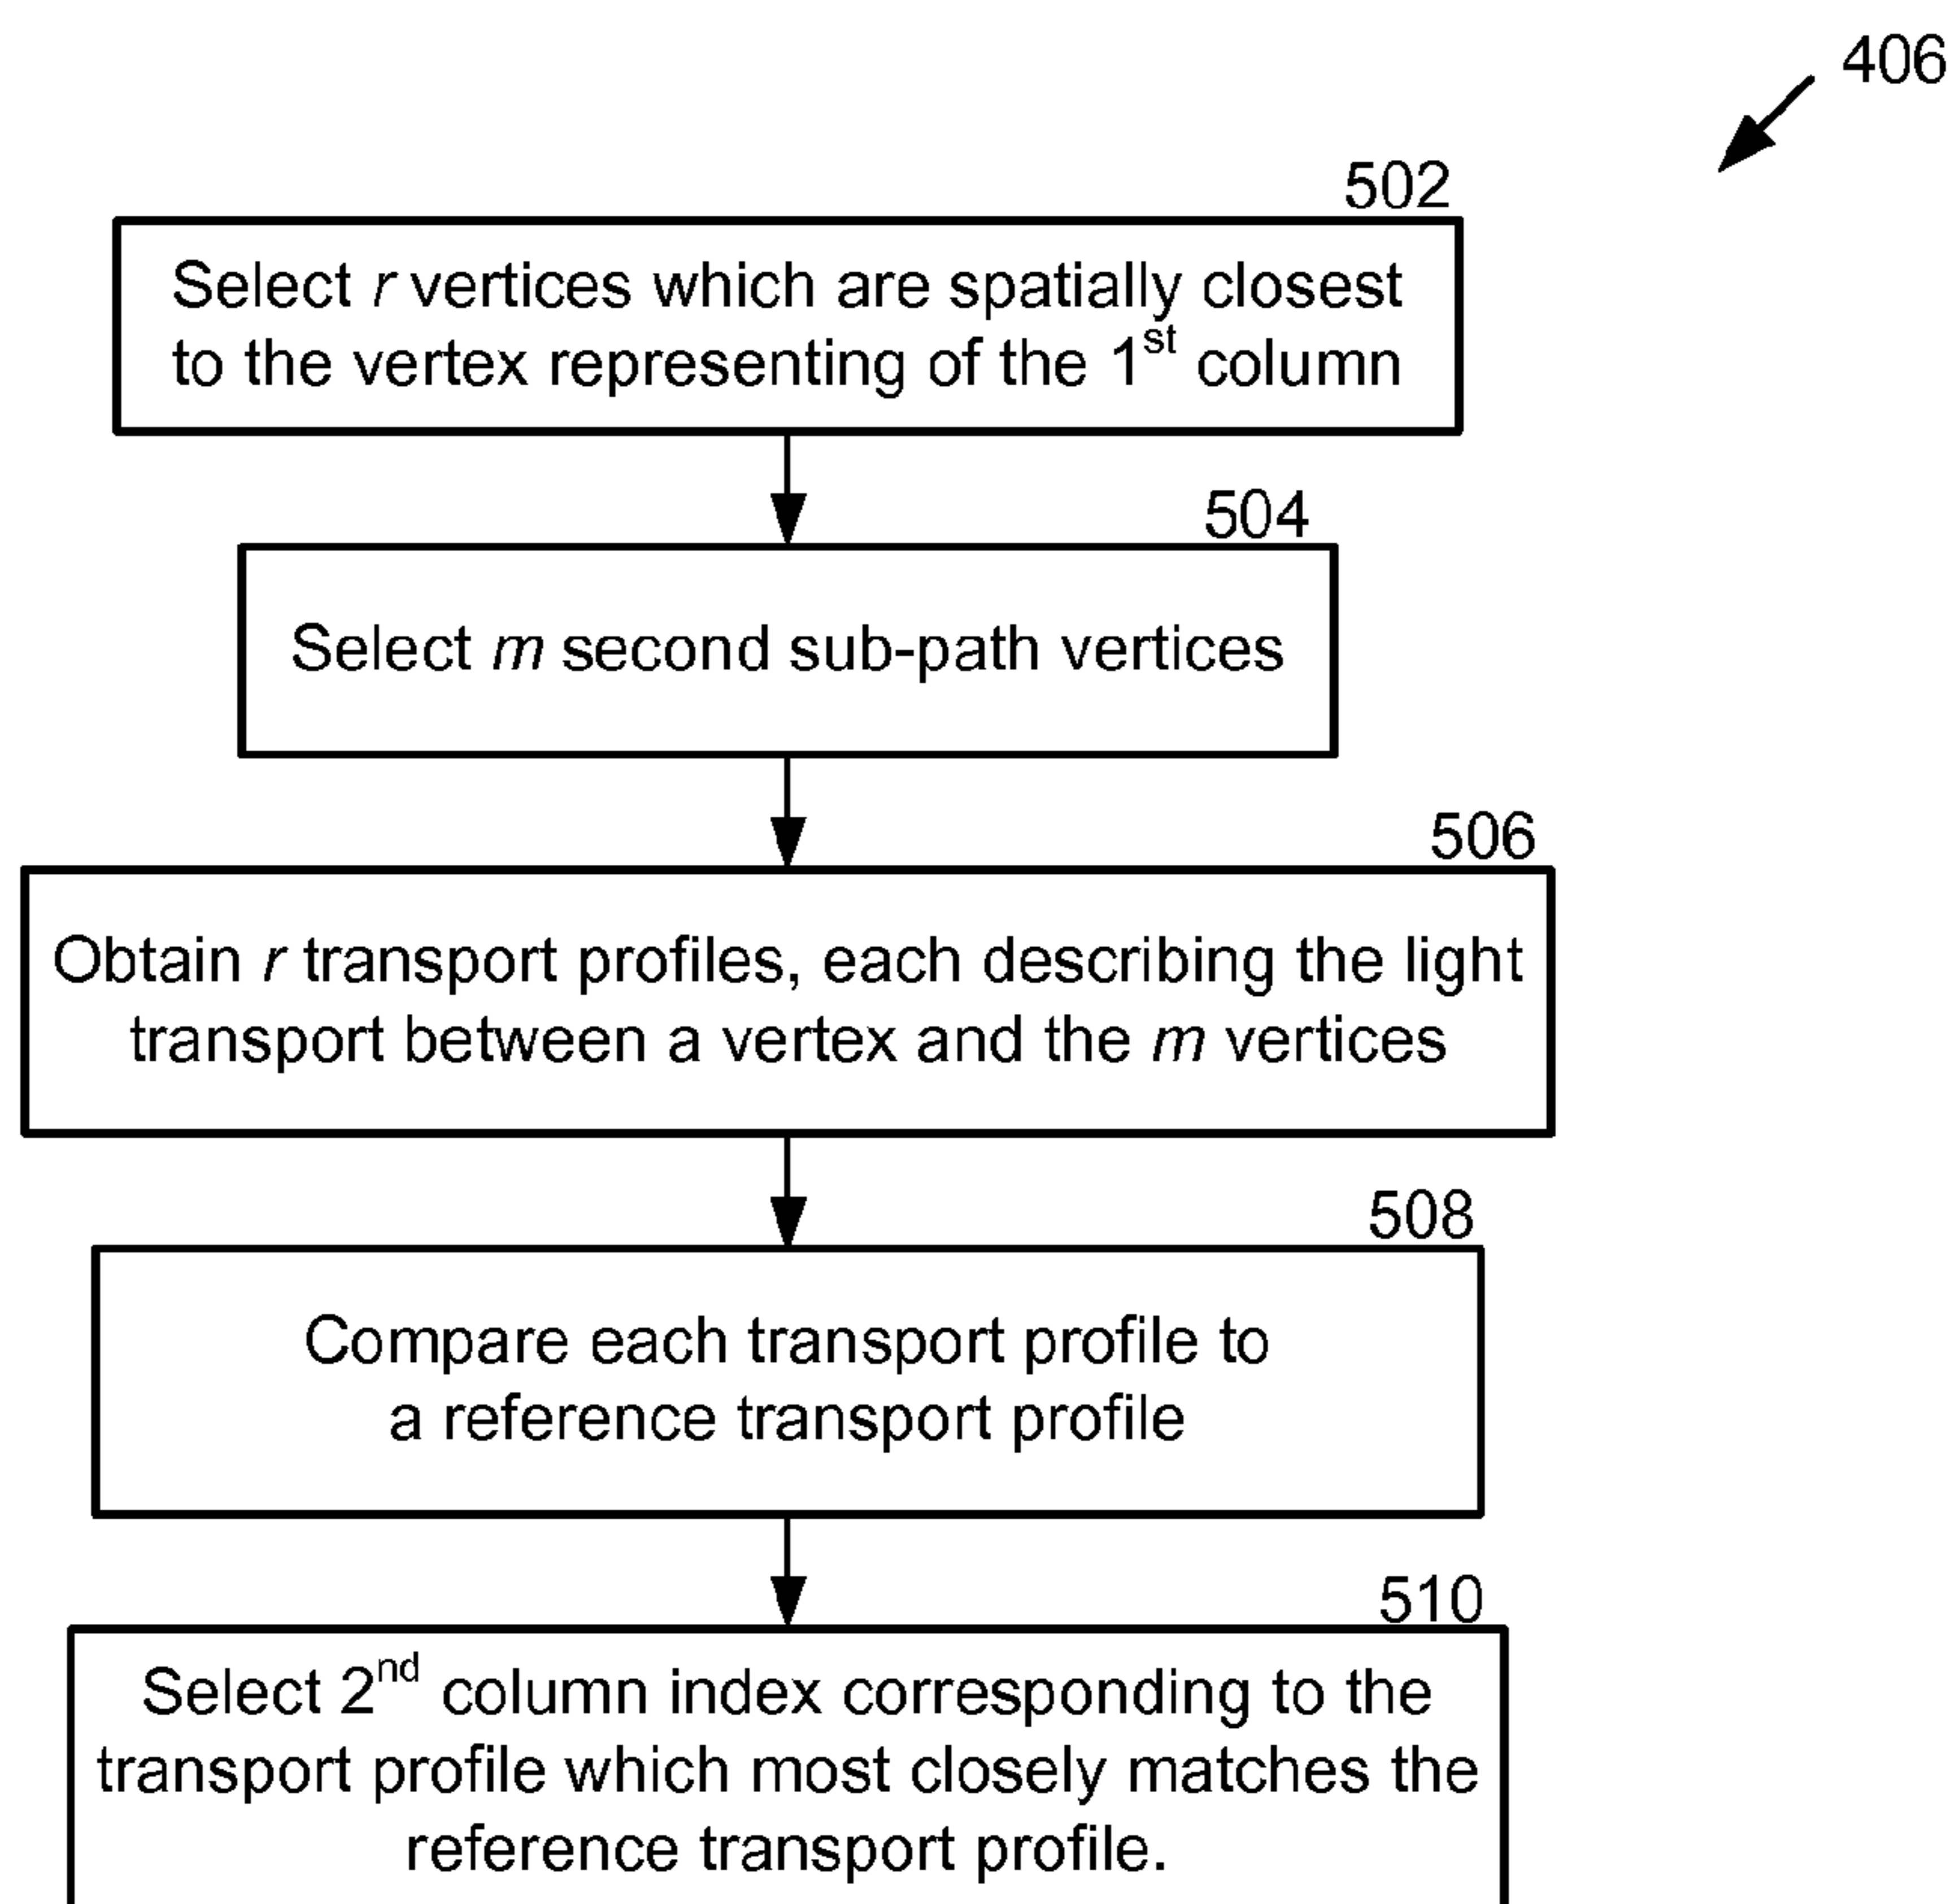 406
502
Select r vertices which are spatially closest
to the vertex representing of the 1st column
504
Select m second sub-path vertices
506
Obtain r transport profiles, each describing the light
transport between a vertex and the m vertices
508
Compare each transport profile to
a reference transport profile
510
Select 2nd column index corresponding to the
transport profile which most closely matches the
reference transport profile.